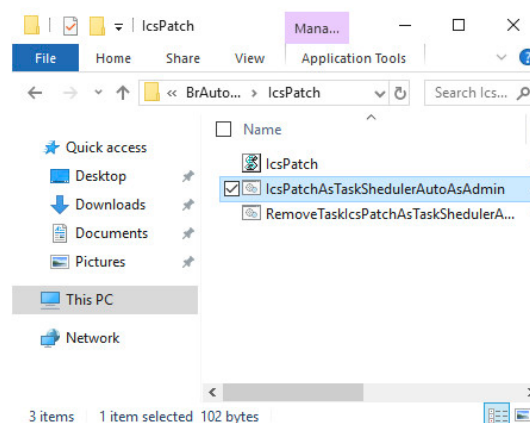 IcsPatch
Mana...
File Home Share View Application Tools
« BrAuto... › IcsPatch
Search Ics...
Name
Quick access
Desktop
Downloads
Documents
Pictures
This PC
Network
IcsPatch
IcsPatchAsTaskShedulerAutoAsAdmin
RemoveTaskIcsPatchAsTaskShedulerA...
3 items 1 item selected 102 bytes